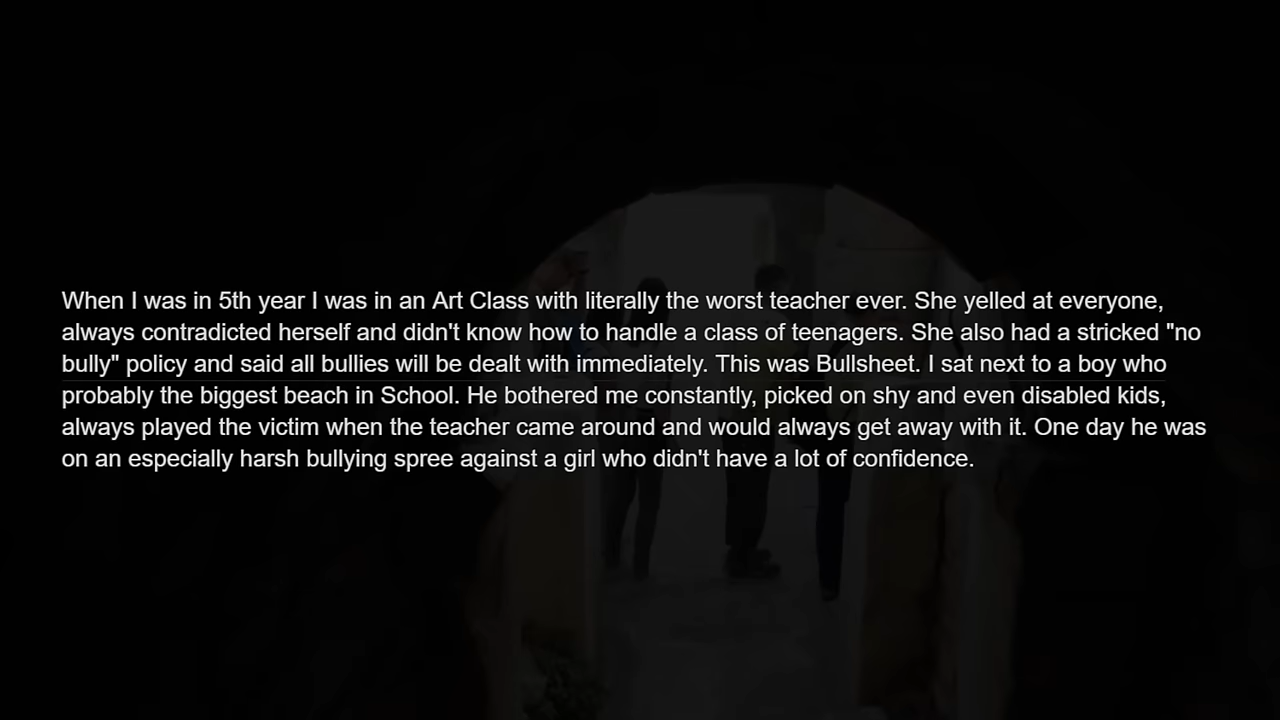 When I was in 5th year I was in an Art Class with literally the worst teacher ever. She yelled at everyone,
always contradicted herself and didn't know how to handle a class of teenagers. She also had a stricked "no
bully" policy and said all bullies will be dealt with immediately. This was Bullsheet. I sat next to a boy who
probably the biggest beach in School. He bothered me constantly, picked on shy and even disabled kids,
always played the victim when the teacher came around and would always get away with it. One day he was
on an especially harsh bullying spree against a girl who didn't have a lot of confidence.